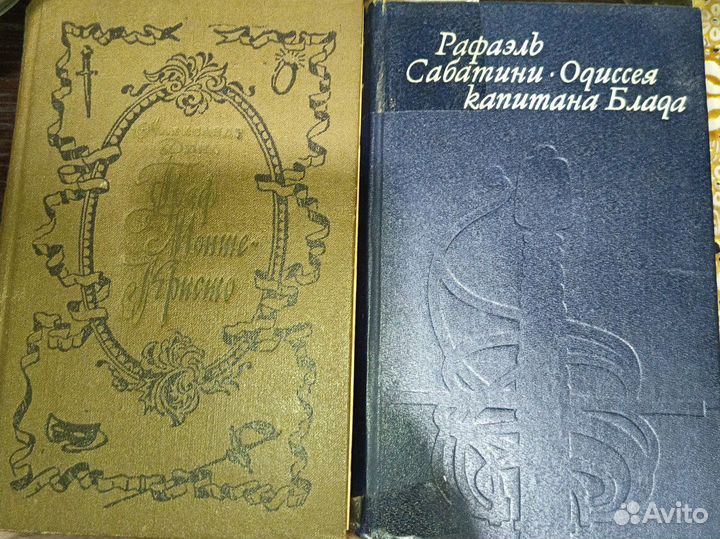 Александр
Дюма
Граф
Монте-
Кристо
Рафаэль
Сабатини · Одиссея
капитана Блада
Avito